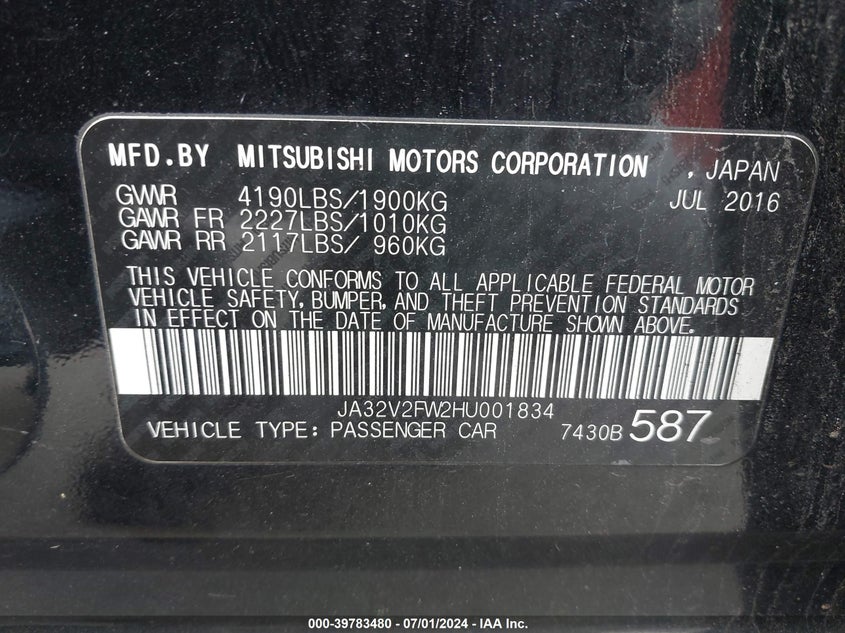 MFD.BY MITSUBISHI MOTORS CORPORATION , JAPAN
GVWR 4190LBS/1900KG JUL 2016
GAWR FR 2227LBS/1010KG
GAWR RR 2117LBS/ 960KG
THIS VEHICLE CONFORMS TO ALL APPLICABLE FEDERAL MOTOR
VEHICLE SAFETY, BUMPER, AND THEFT PREVENTION STANDARDS
IN EFFECT ON THE DATE OF MANUFACTURE SHOWN ABOVE.
JA32V2FW2HU001834
VEHICLE TYPE: PASSENGER CAR 7430B 587
000-39783480 - 07/01/2024 - IAA Inc.